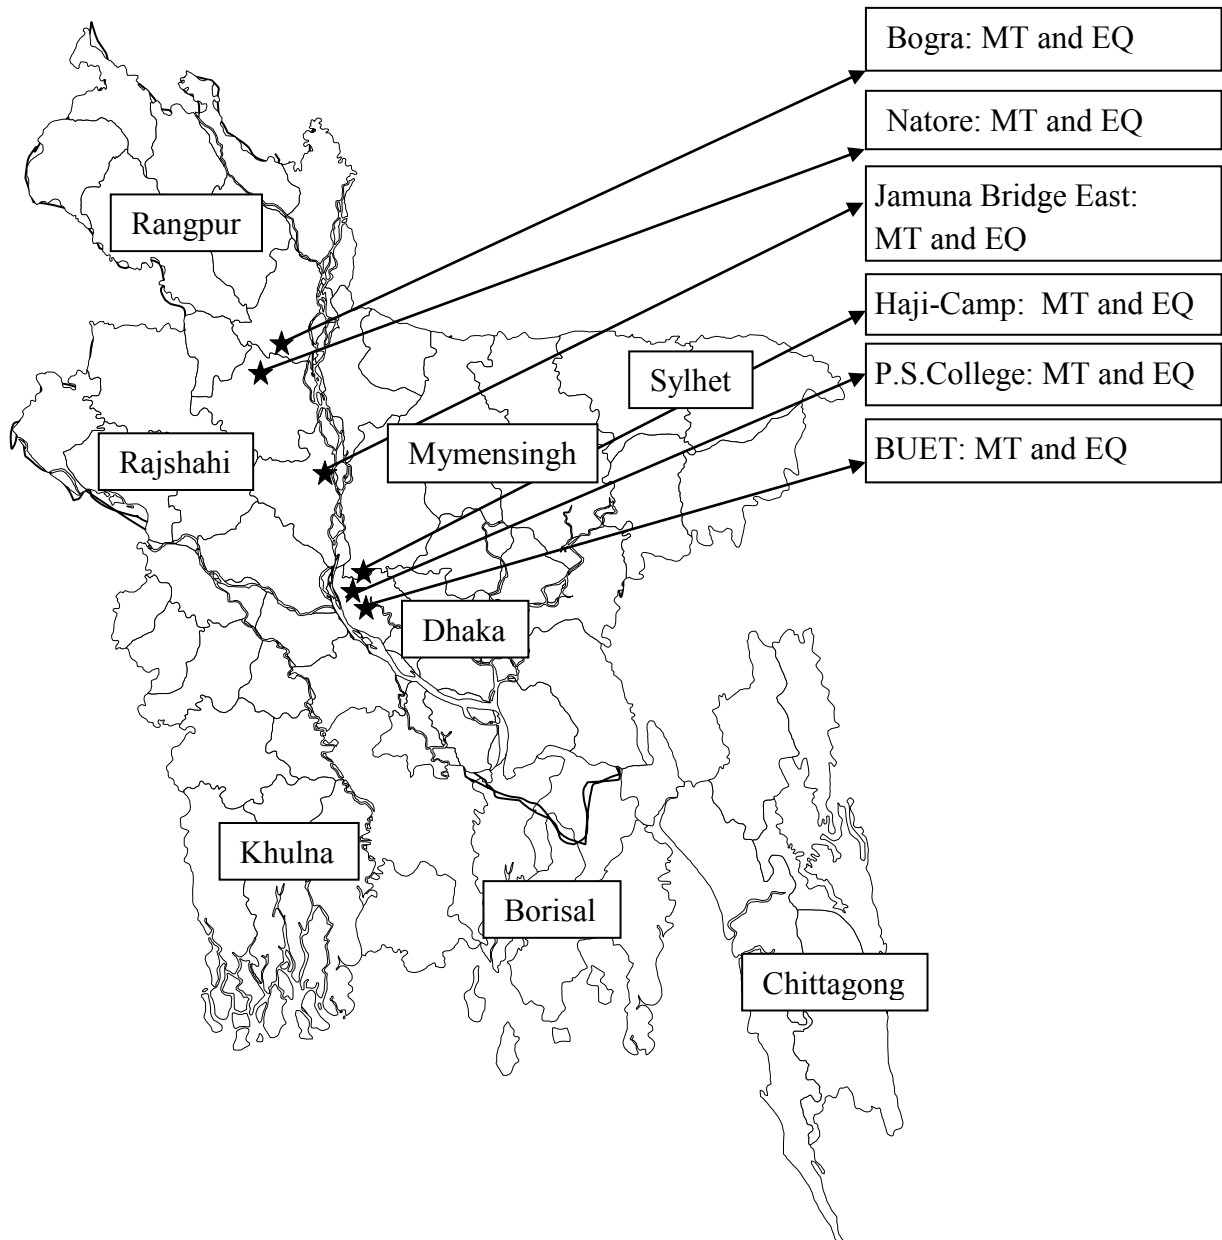 Bogra: MT and EQ
Natore: MT and EQ
Jamuna Bridge East:
MT and EQ
Haji-Camp: MT and EQ
P.S.College: MT and EQ
BUET: MT and EQ
Rangpur
Sylhet
Mymensingh
Rajshahi
Dhaka
Khulna
Borisal
Chittagong